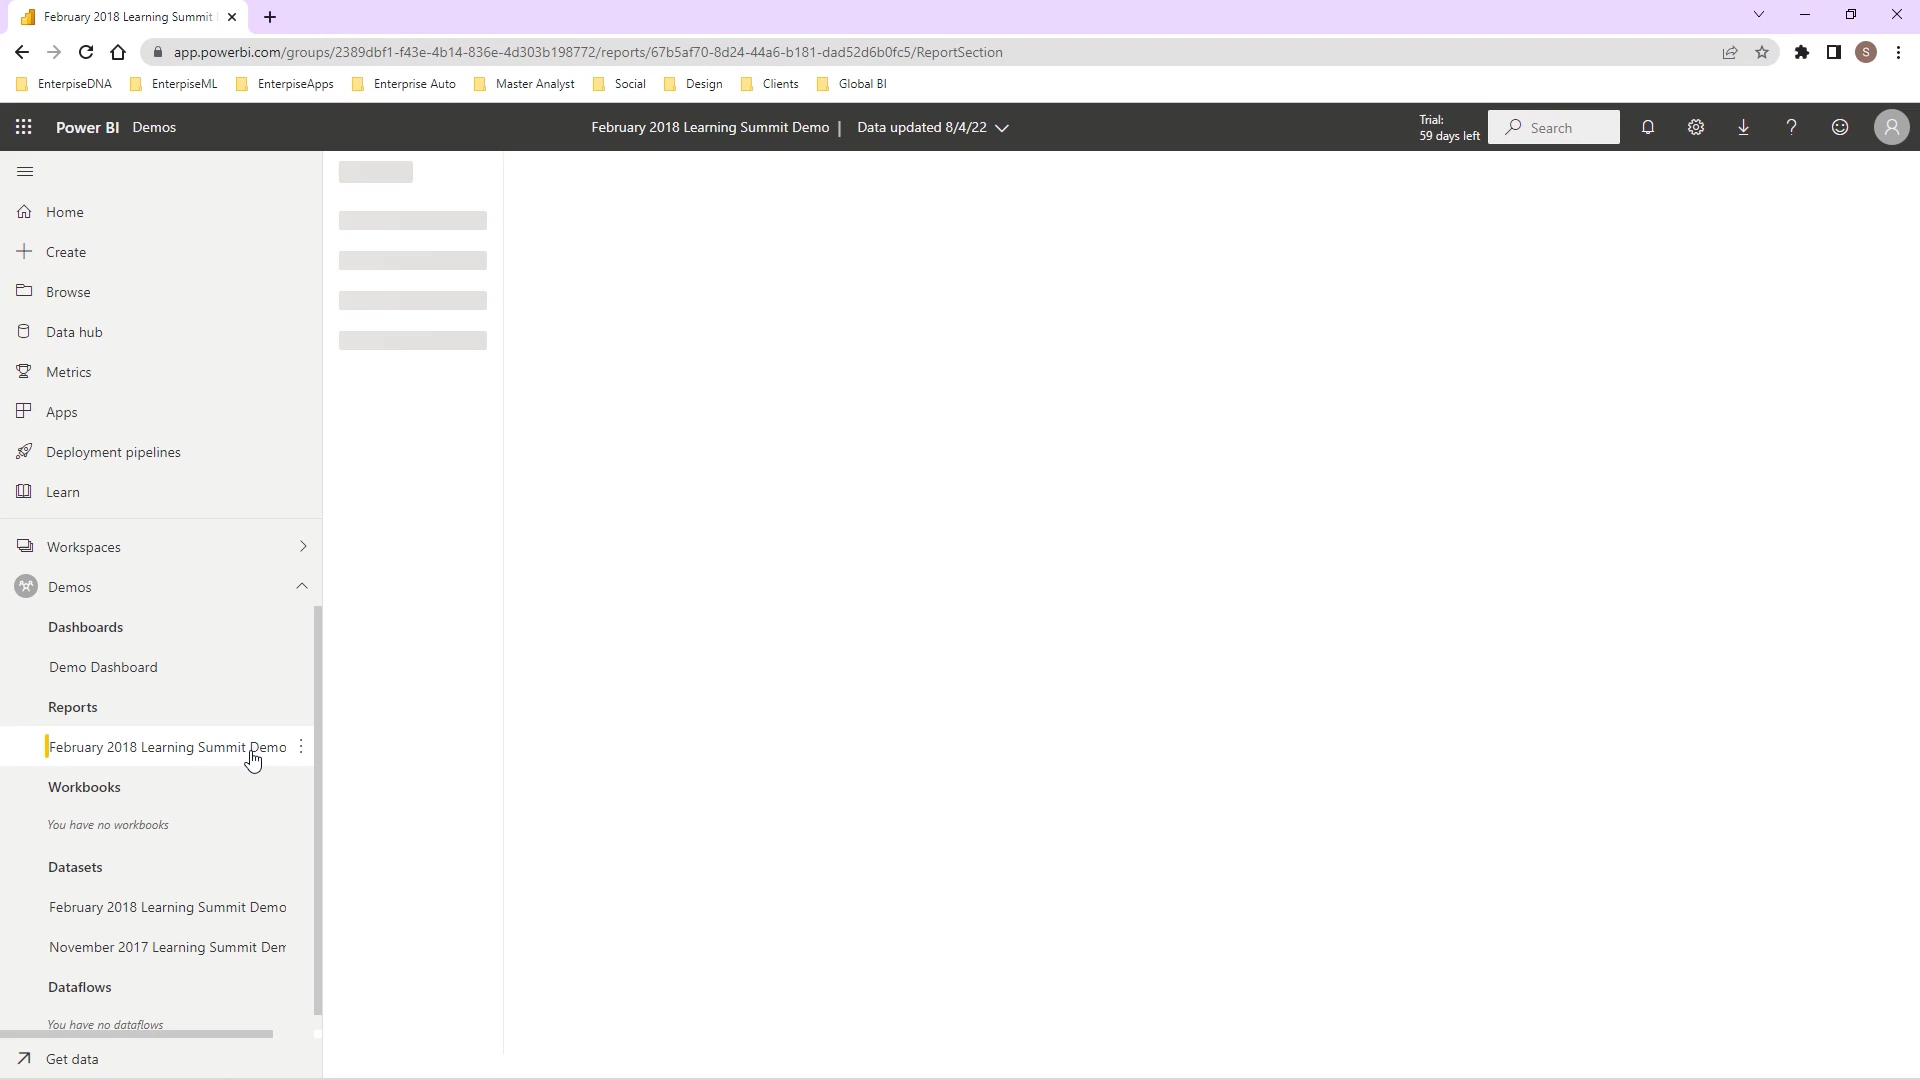 February 2018 Learning Summit
app.powerbi.com/groups/2389dbf1-f43e-4b14-836e-4d303b198772/reports/67b5af70-8d24-44a6-b181-dad52d6b0fc5/ReportSection
S
EnterpiseDNA EnterpiseML EnterpiseApps Enterprise Auto Master Analyst Social Design Clients Global BI
Power BI Demos
February 2018 Learning Summit Demo | Data updated 8/4/22
Trial:
59 days left
Search
Home
Create
Browse
Data hub
Metrics
Apps
Deployment pipelines
Learn
Workspaces
Demos
Dashboards
Demo Dashboard
Reports
February 2018 Learning Summit Demo
Workbooks
You have no workbooks
Datasets
February 2018 Learning Summit Demo
November 2017 Learning Summit Dem
Dataflows
You have no dataflows
Get data